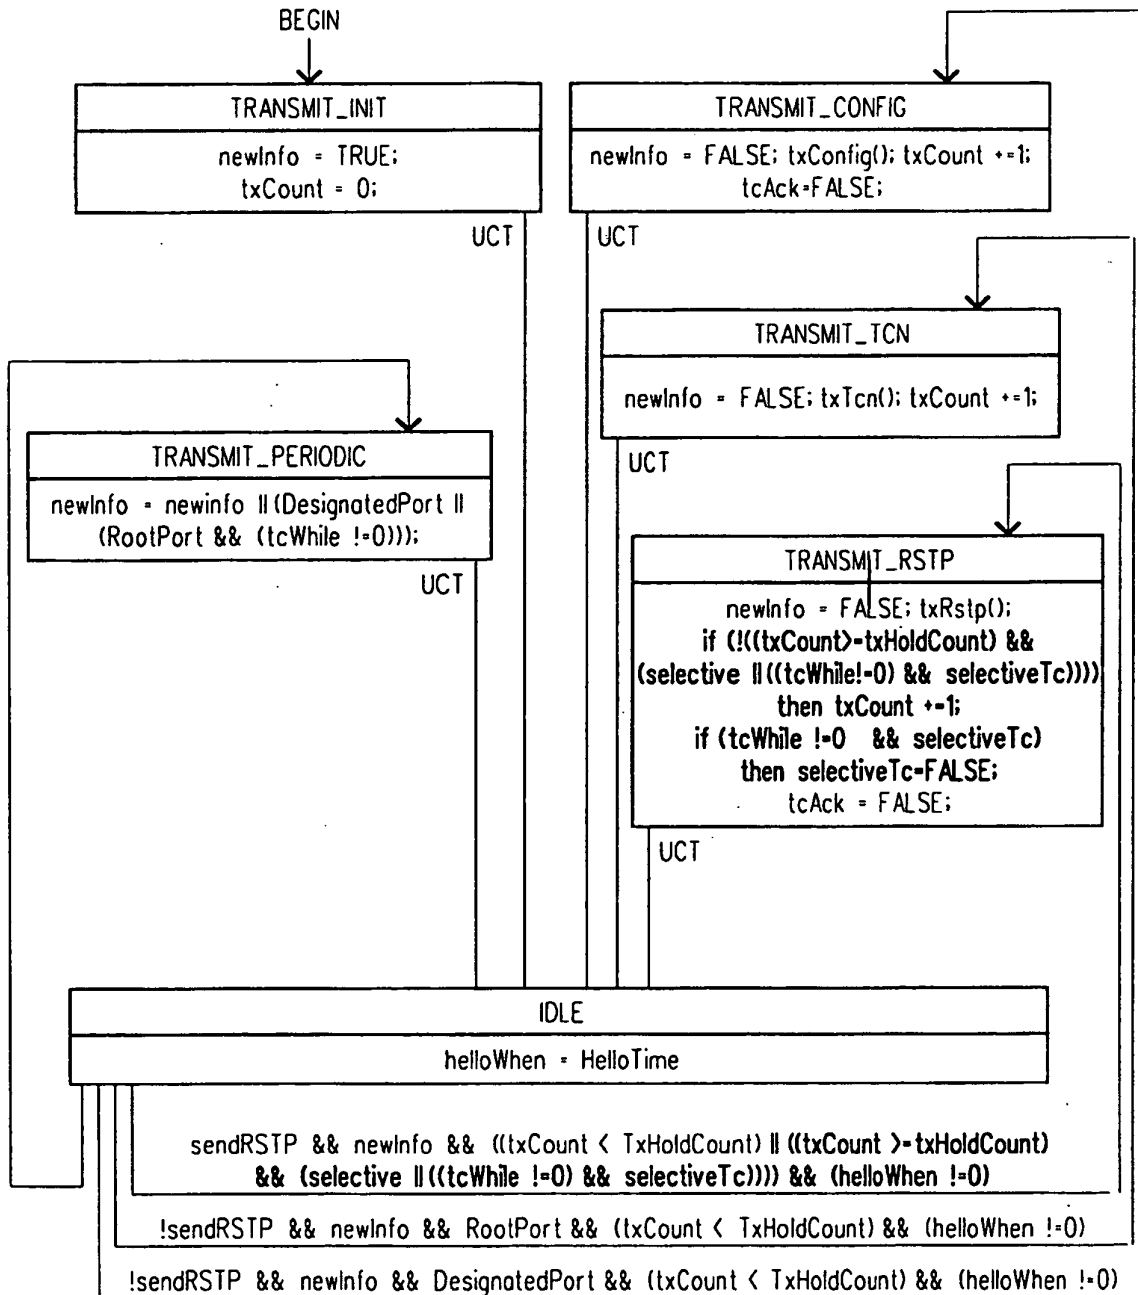 BEGIN
TRANSMIT_INIT
newInfo = TRUE;
txCount = 0;
UCT
TRANSMIT_CONFIG
newInfo = FALSE; txConfig(); txCount +=1;
tcAck=FALSE;
UCT
TRANSMIT_TCN
newInfo = FALSE; txTcn(); txCount +=1;
UCT
TRANSMIT_PERIODIC
newInfo = newinfo ||(DesignatedPort ||
(RootPort && (tcWhile !=0)));
UCT
TRANSMIT_RSTP
newInfo = FALSE; txRstp();
if (!((txCount>=txHoldCount) &&
(selective ||((tcWhile!=0) && selectiveTc))))
then txCount +=1;
if (tcWhile !=0 && selectiveTc)
then selectiveTc=FALSE;
tcAck = FALSE;
UCT
IDLE
helloWhen = HelloTime
sendRSTP && newInfo && ((txCount < TxHoldCount) || ((txCount >=txHoldCount)
&& (selective ||((tcWhile !=0) && selectiveTc)))) && (helloWhen !=0)
!sendRSTP && newInfo && RootPort && (txCount < TxHoldCount) && (helloWhen !=0)
!sendRSTP && newInfo && DesignatedPort && (txCount < TxHoldCount) && (helloWhen !=0)